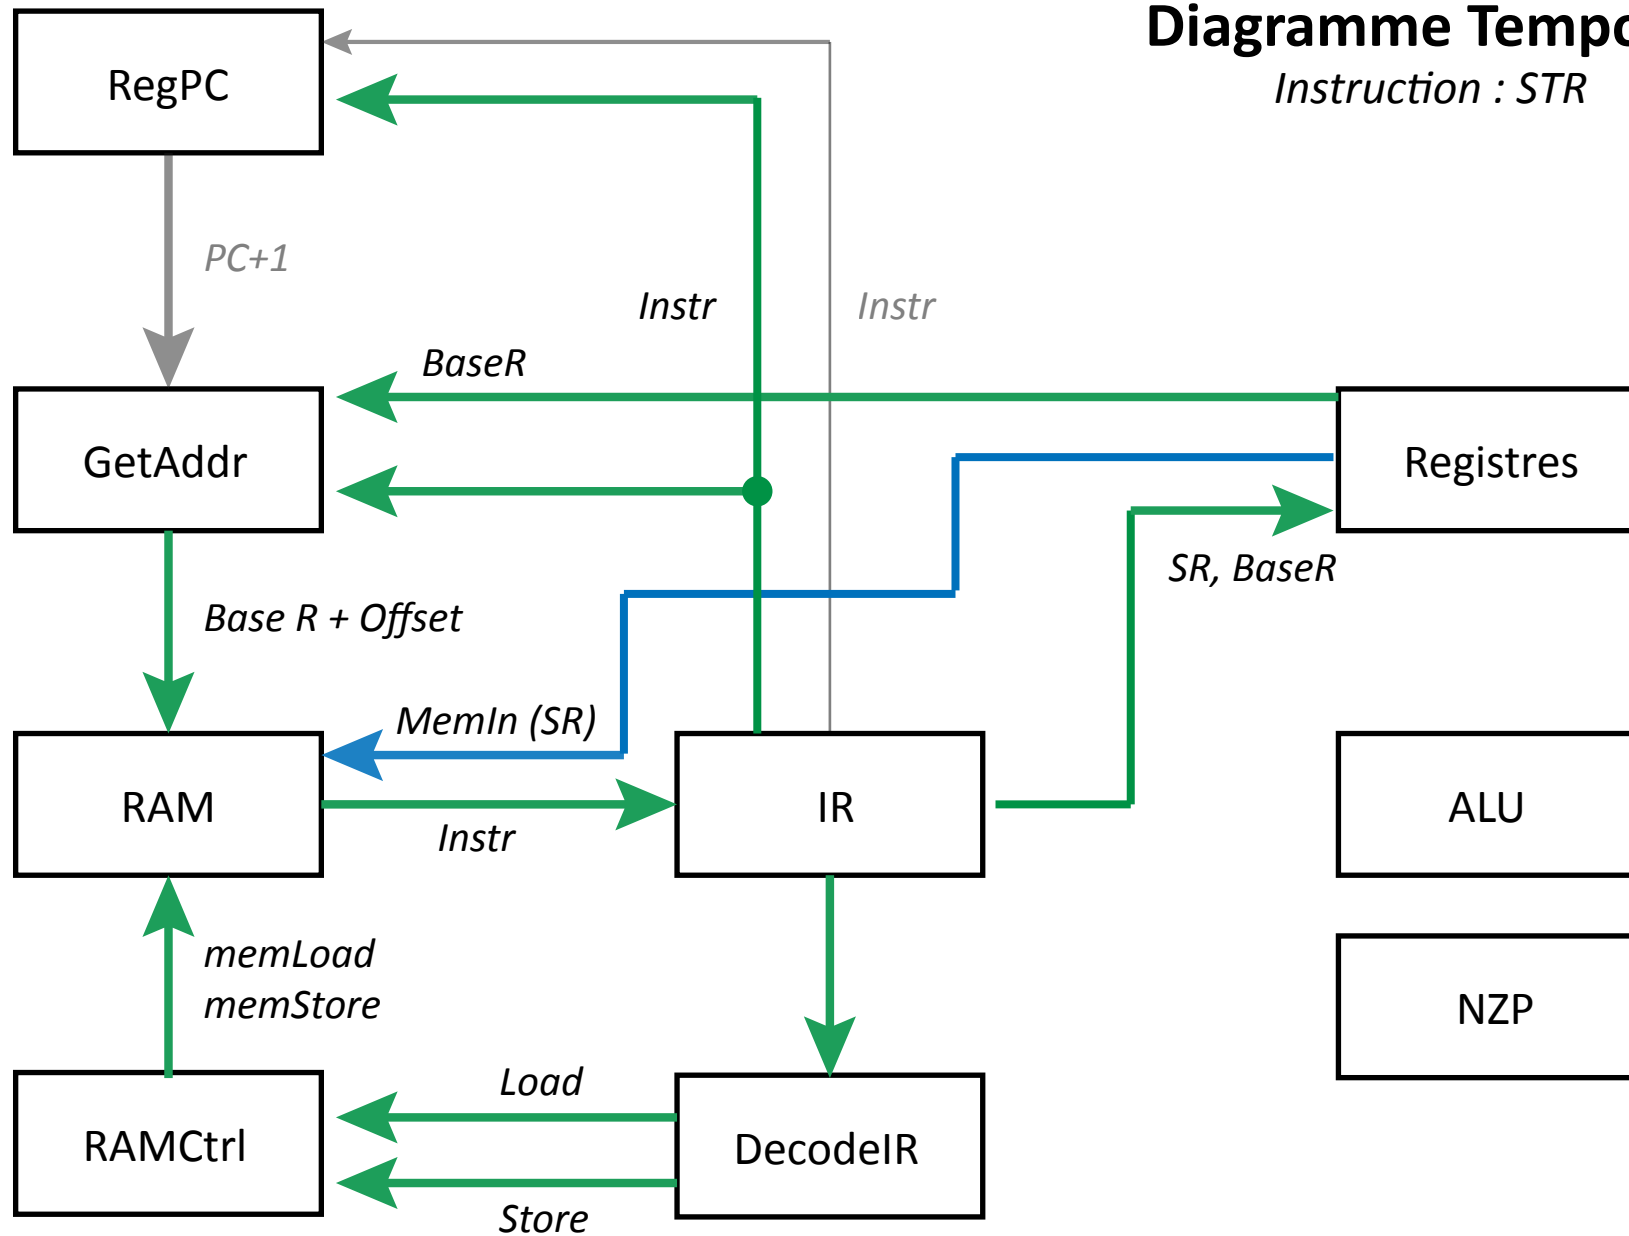 Diagramme Tempo
Instruction : STR
RegPC
PC+1
Instr
Instr
BaseR
GetAddr
Registres
SR, BaseR
Base R + Offset
MemIn (SR)
RAM
Instr
IR
ALU
memLoad
memStore
NZP
Load
RAMCtrl
DecodeIR
Store